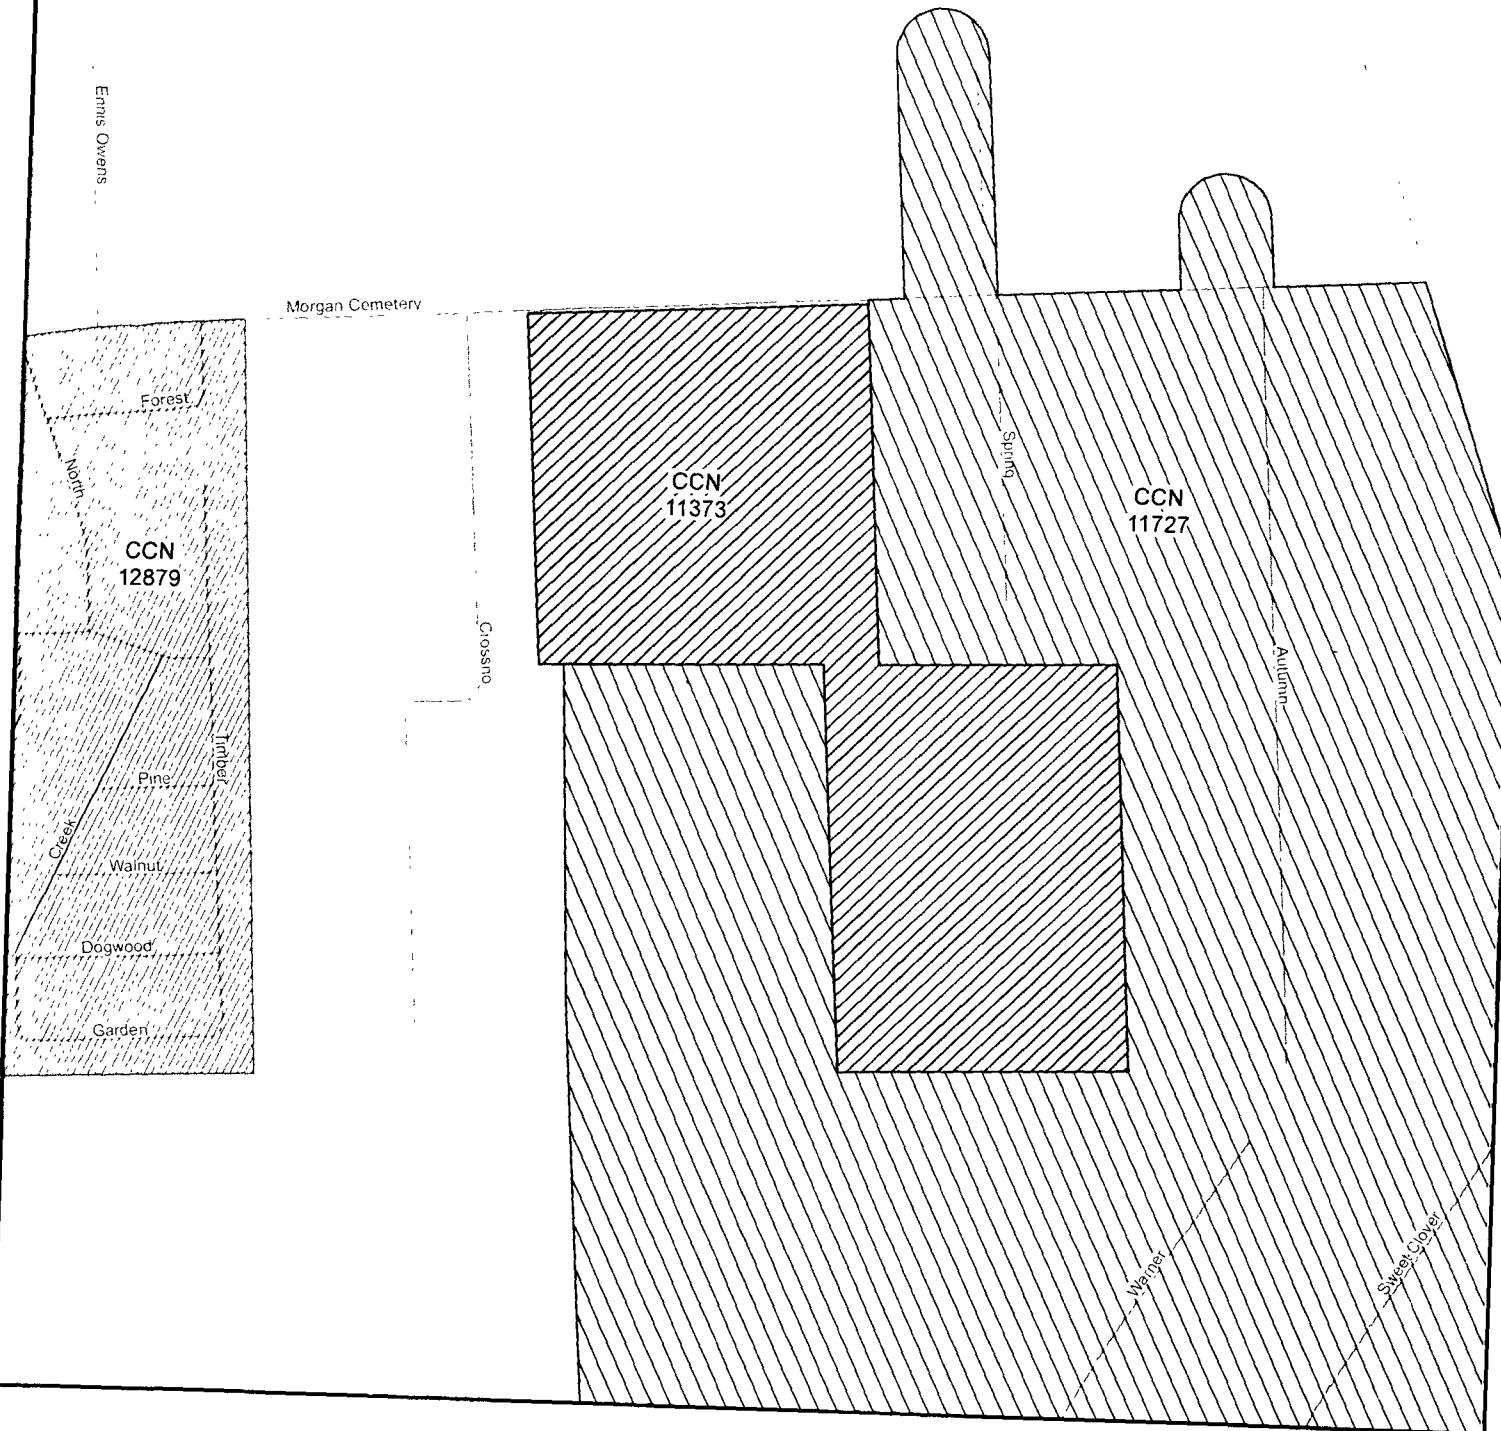 Ennis Owens
Morgan Cemetery
Forest
North
CCN
12879
Timber
Pine
Creek
Walnut
Dogwood
Garden
Crossno
CCN
11373
Spring
CCN
11727
Autumn
Warner
Sweet Clover